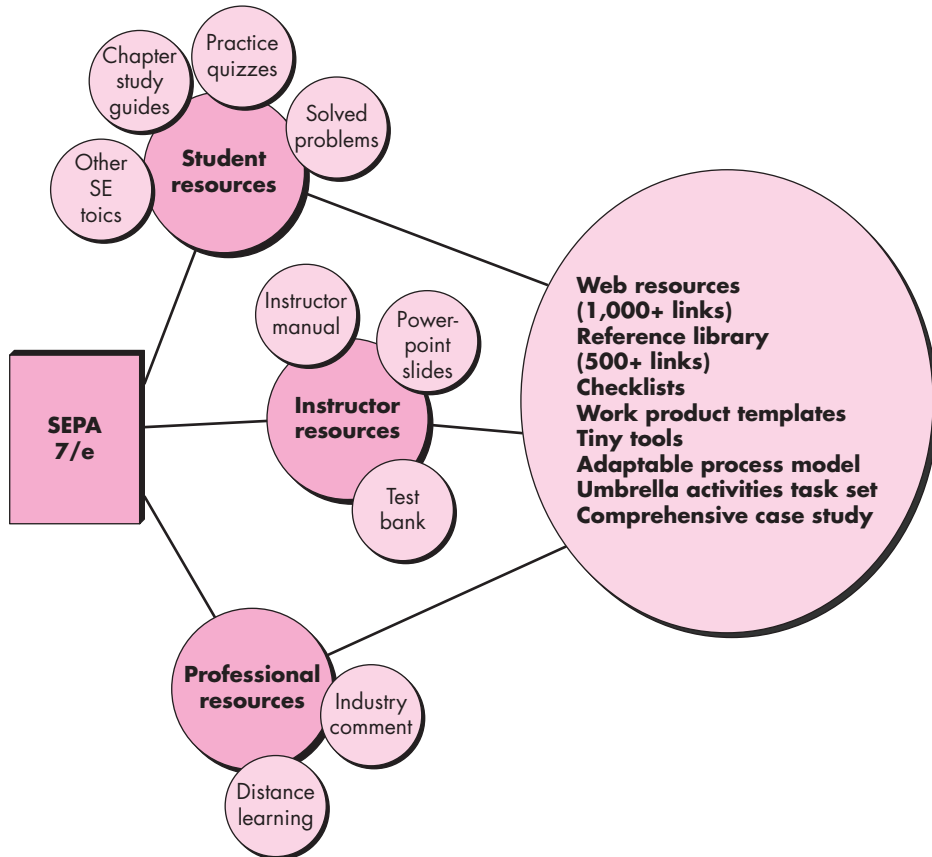 Practice
quizzes
Chapter
study
guides
Solved
problems
Student
resources
Other
SE
toics
Instructor
manual
Power-
point
slides
Instructor
resources
Test
bank
SEPA
7/e
Web resources
(1,000+ links)
Reference library
(500+ links)
Checklists
Work product templates
Tiny tools
Adaptable process model
Umbrella activities task set
Comprehensive case study
Professional
resources
Industry
comment
Distance
learning